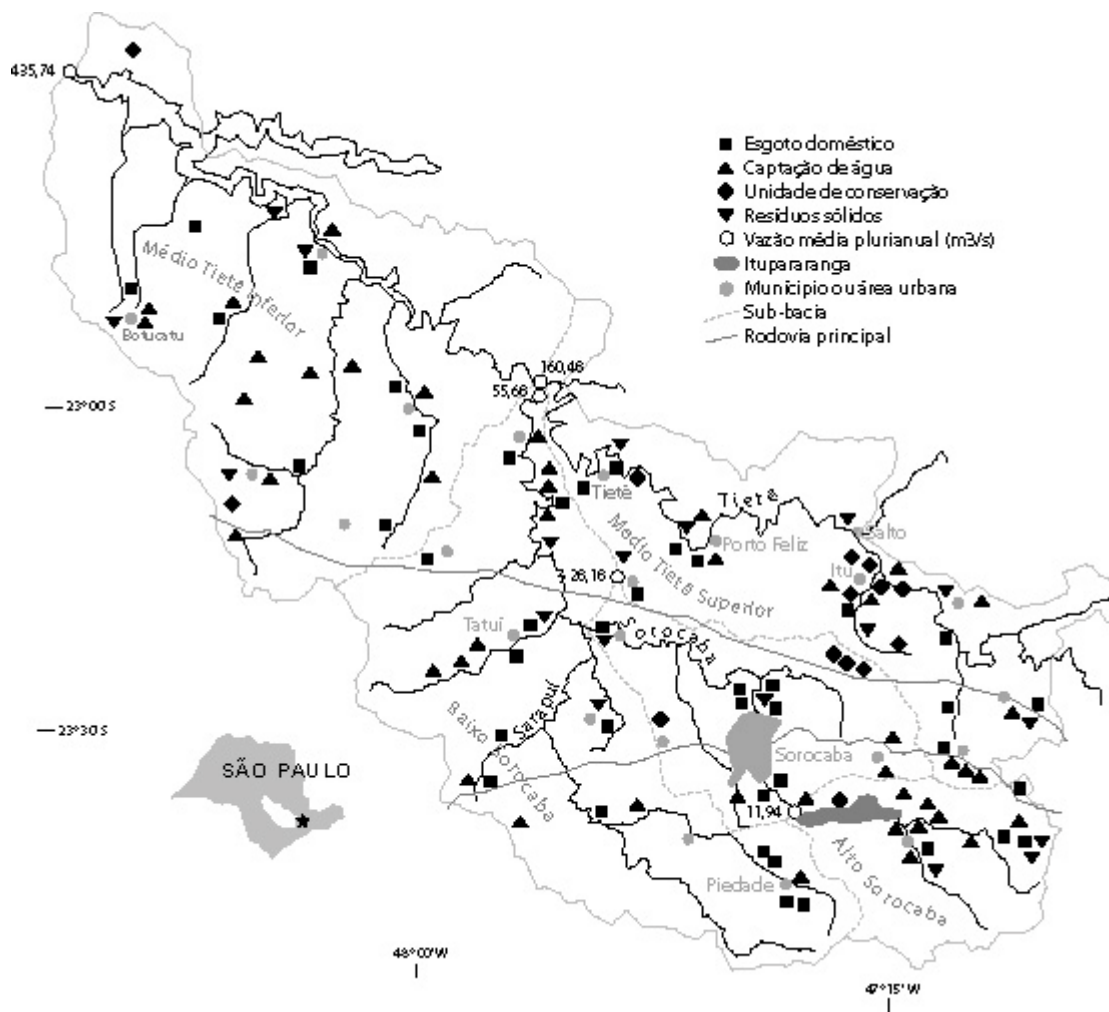 435,74
Esgoto doméstico
Captação de água
Unidade de conservação
Resíduos sólidos
Vazão média plurianual (m3/s)
Itupararanga
Município ou área urbana
Sub-bacia
Rodovia principal
Médio Tietê Inferior
Botucatu
160,46
55,66
23°00'S
Tietê
Tietê
Salto
Porto Feliz
Itu
Medio Tietê Superior
26,16
Tatuí
Sorocaba
Sarapuí
Baixo Sorocaba
23°30'S
SÃO PAULO
Sorocaba
11,94
Alto Sorocaba
Piedade
48°00'W
47°15'W